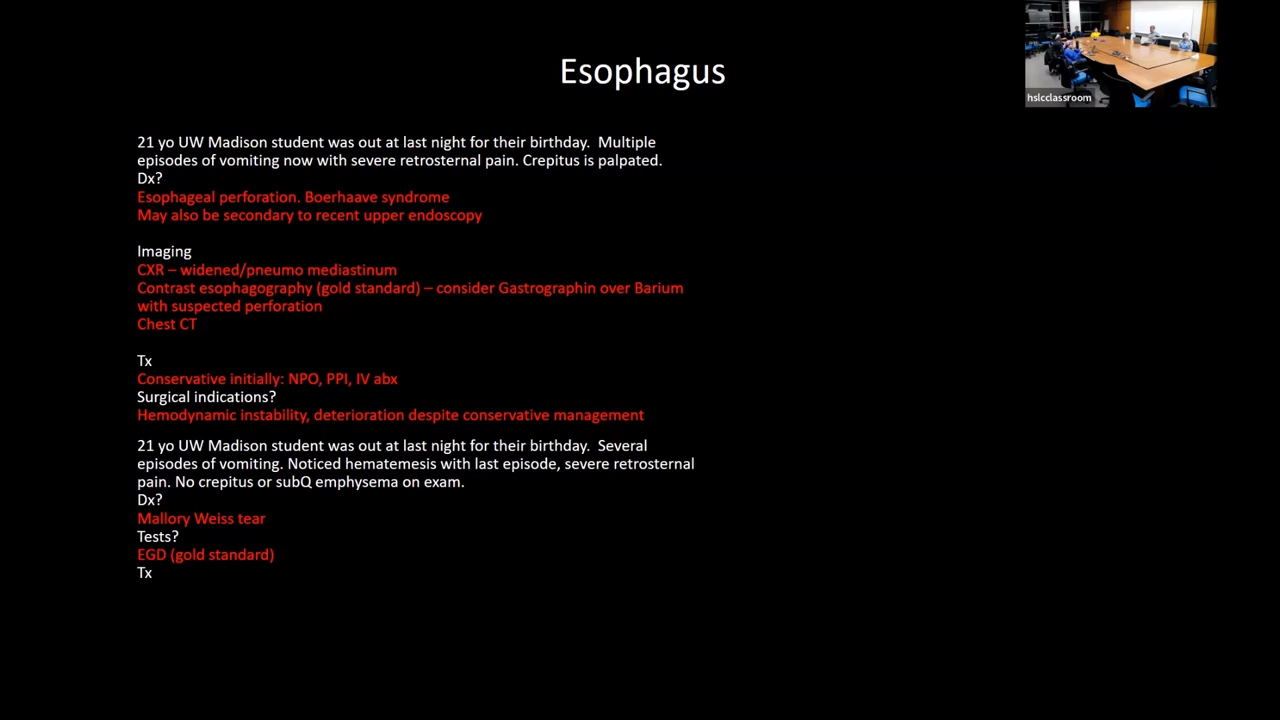 hslcclassroom
Esophagus
21 yo UW Madison student was out at last night for their birthday.  Multiple
episodes of vomiting now with severe retrosternal pain. Crepitus is palpated.
Dx?
Esophageal perforation. Boerhaave syndrome
May also be secondary to recent upper endoscopy
Imaging
CXR – widened/pneumo mediastinum
Contrast esophagography (gold standard) – consider Gastrographin over Barium
with suspected perforation
Chest CT
Tx
Conservative initially: NPO, PPI, IV abx
Surgical indications?
Hemodynamic instability, deterioration despite conservative management
21 yo UW Madison student was out at last night for their birthday.  Several
episodes of vomiting. Noticed hematemesis with last episode, severe retrosternal
pain. No crepitus or subQ emphysema on exam.
Dx?
Mallory Weiss tear
Tests?
EGD (gold standard)
Tx